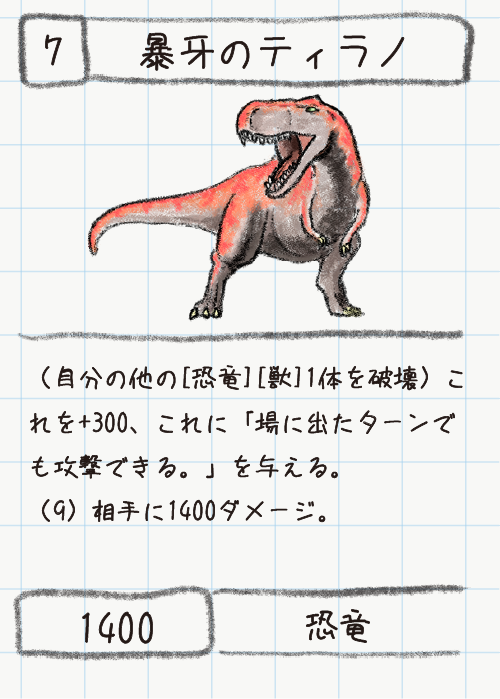 7
暴牙のティラノ
（自分の他の[恐竜][獣]1体を破壊）こ
れを+300、これに「場に出たターンで
も攻撃できる。」を与える。
（9）相手に1400ダメージ。
1400
恐竜